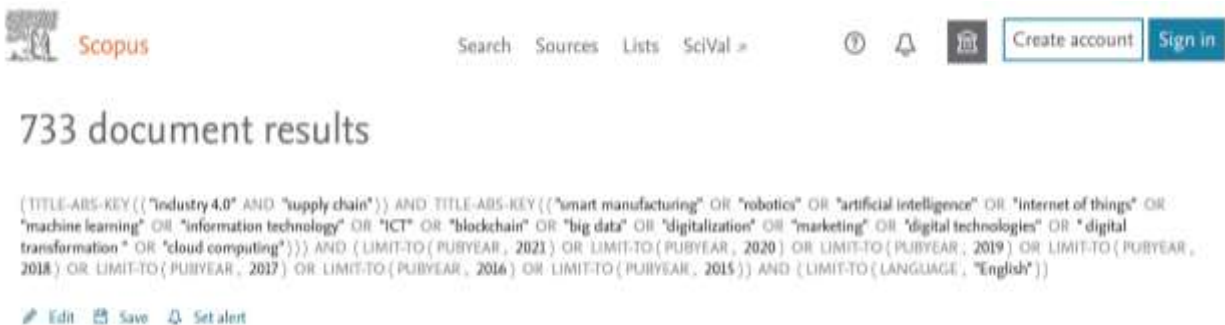 Scopus
Search Sources Lists SciVal ↗
Create account Sign in
733 document results
( TITLE-ABS-KEY ( ( "industry 4.0" AND "supply chain" ) ) AND TITLE-ABS-KEY ( ( "smart manufacturing" OR "robotics" OR "artificial intelligence" OR "internet of things" OR
"machine learning" OR "information technology" OR "ICT" OR "blockchain" OR "big data" OR "digitalization" OR "marketing" OR "digital technologies" OR " digital
transformation " OR "cloud computing" ) ) ) AND ( LIMIT-TO ( PUBYEAR , 2021 ) OR LIMIT-TO ( PUBYEAR , 2020 ) OR LIMIT-TO ( PUBYEAR , 2019 ) OR LIMIT-TO ( PUBYEAR ,
2018 ) OR LIMIT-TO ( PUBYEAR , 2017 ) OR LIMIT-TO ( PUBYEAR , 2016 ) OR LIMIT-TO ( PUBYEAR , 2015 ) ) AND ( LIMIT-TO ( LANGUAGE , "English" ) )
Edit Save Set alert